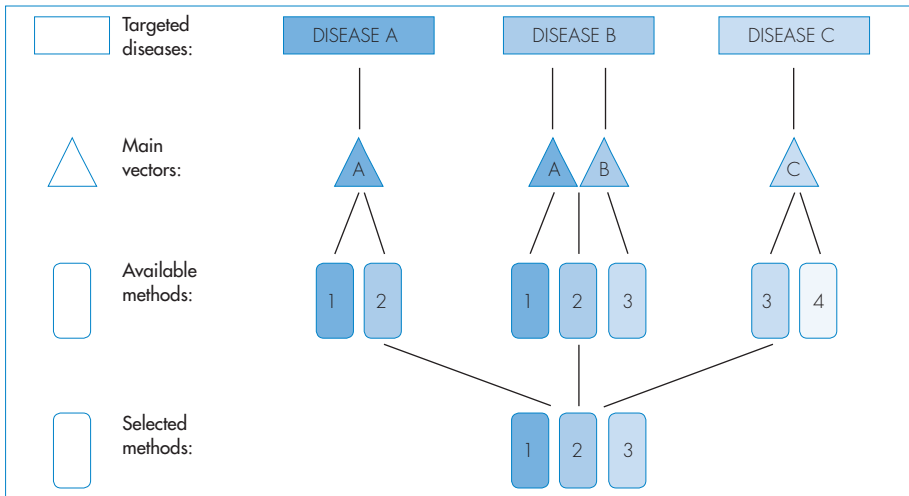 Targeted
diseases:
DISEASE A
DISEASE B
DISEASE C
Main
vectors:
A
A
B
C
Available
methods:
1
2
1
2
3
3
4
Selected
methods:
1
2
3